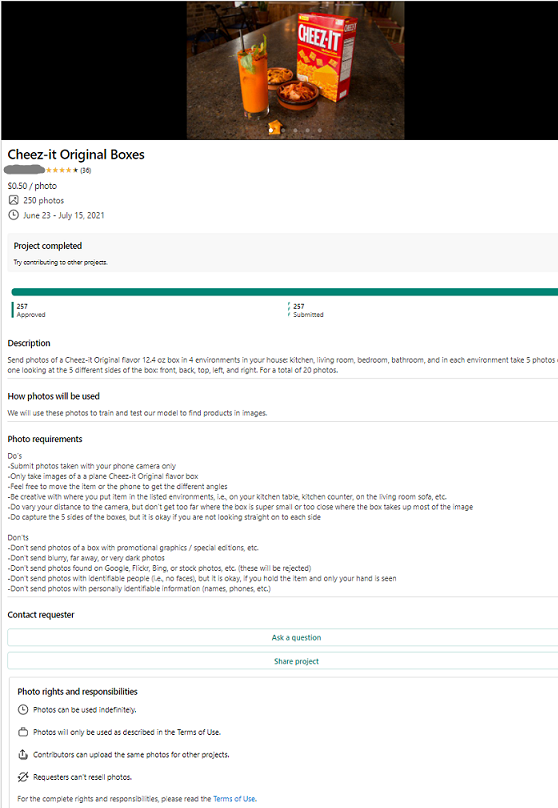 CHEEZ-IT
Cheez-it Original Boxes
(36)
$0.50 / photo
250 photos
June 23 - July 15, 2021
Project completed
Try contributing to other projects.
257
Approved
257
Submitted
Description
Send photos of a Cheez-it Original flavor 12.4 oz box in 4 environments in your house: kitchen, living room, bedroom, bathroom, and in each environment take 5 photos
one looking at the 5 different sides of the box: front, back, top, left, and right. For a total of 20 photos.
How photos will be used
We will use these photos to train and test our model to find products in images.
Photo requirements
Do's
-Submit photos taken with your phone camera only
-Only take images of a a plane Cheez-it Original flavor box
-Feel free to move the item or the phone to get the different angles
-Be creative with where you put item in the listed environments, i.e., on your kitchen table, kitchen counter, on the living room sofa, etc.
-Do vary your distance to the camera, but don't get too far where the box is super small or too close where the box takes up most of the image
-Do capture the 5 sides of the boxes, but it is okay if you are not looking straight on to each side
Don'ts
-Don't send photos of a box with promotional graphics / special editions, etc.
-Don't send blurry, far away, or very dark photos
-Don't send photos found on Google, Flickr, Bing, or stock photos, etc. (these will be rejected)
-Don't send photos with identifiable people (i.e., no faces), but it is okay, if you hold the item and only your hand is seen
-Don't send photos with personally identifiable information (names, phones, etc.)
Contact requester
Ask a question
Share project
Photo rights and responsibilities
Photos can be used indefinitely.
Photos will only be used as described in the Terms of Use.
Contributors can upload the same photos for other projects.
Requesters can't resell photos.
For the complete rights and responsibilities, please read the Terms of Use.